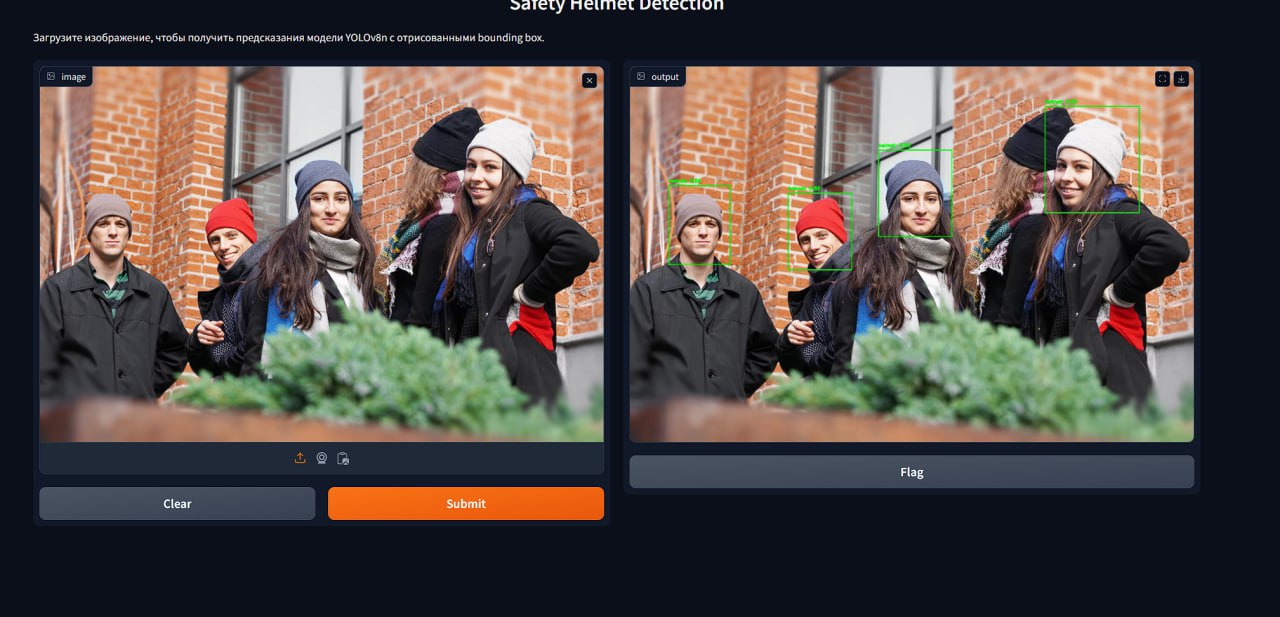 Safety Helmet Detection
Загрузите изображение, чтобы получить предсказания модели YOLOv8n с отрисованными bounding box.
image
output
Flag
Clear
Submit